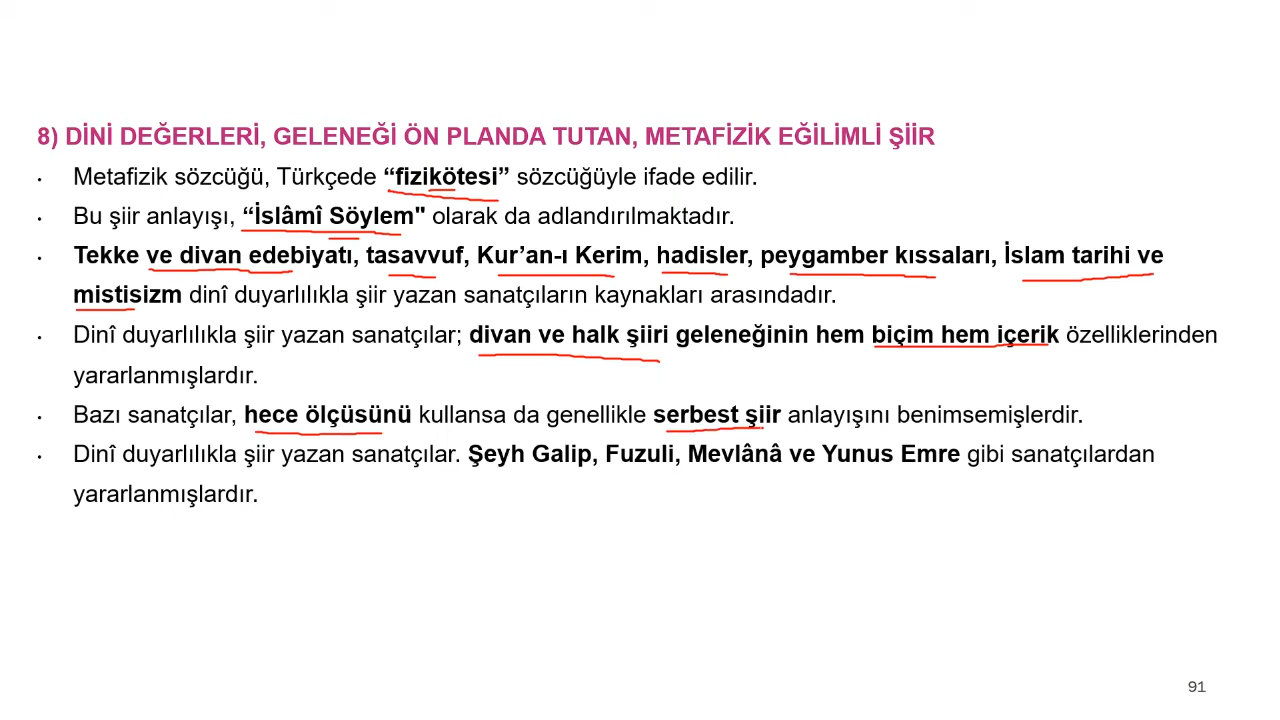 8) DİNİ DEĞERLERİ, GELENEĞİ ÖN PLANDA TUTAN, METAFİZİK EĞİLİMLİ ŞİİR
• Metafizik sözcüğü, Türkçede “fizikötesi” sözcüğüyle ifade edilir.
• Bu şiir anlayışı, “İslâmî Söylem" olarak da adlandırılmaktadır.
• Tekke ve divan edebiyatı, tasavvuf, Kur’an-ı Kerim, hadisler, peygamber kıssaları, İslam tarihi ve
mistisizm dinî duyarlılıkla şiir yazan sanatçıların kaynakları arasındadır.
• Dinî duyarlılıkla şiir yazan sanatçılar; divan ve halk şiiri geleneğinin hem biçim hem içerik özelliklerinden
yararlanmışlardır.
• Bazı sanatçılar, hece ölçüsünü kullansa da genellikle serbest şiir anlayışını benimsemişlerdir.
• Dinî duyarlılıkla şiir yazan sanatçılar. Şeyh Galip, Fuzuli, Mevlânâ ve Yunus Emre gibi sanatçılardan
yararlanmışlardır.
91